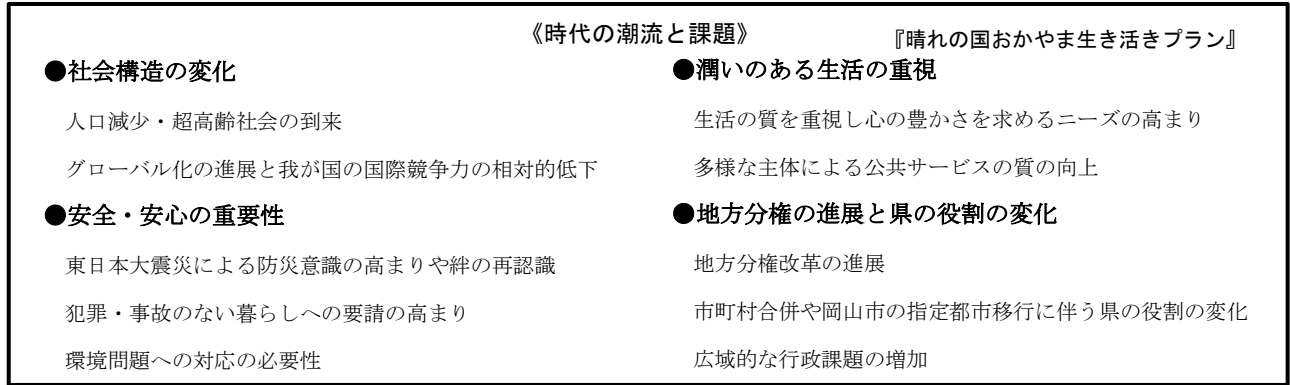 《時代の潮流と課題》
『晴れの国おかやま生き活きプラン』
●社会構造の変化
人口減少・超高齢社会の到来
グローバル化の進展と我が国の国際競争力の相対的低下
●安全・安心の重要性
東日本大震災による防災意識の高まりや絆の再認識
犯罪・事故のない暮らしへの要請の高まり
環境問題への対応の必要性
●潤いのある生活の重視
生活の質を重視し心の豊かさを求めるニーズの高まり
多様な主体による公共サービスの質の向上
●地方分権の進展と県の役割の変化
地方分権改革の進展
市町村合併や岡山市の指定都市移行に伴う県の役割の変化
広域的な行政課題の増加